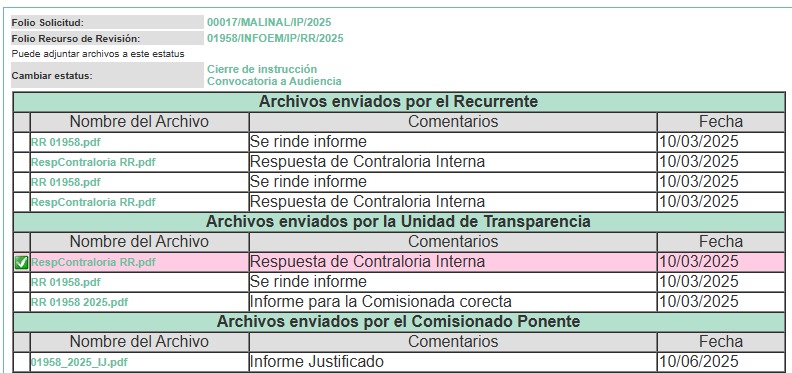 Folio Solicitud: 00017/MALINAL/IP/2025
Folio Recurso de Revisión: 01958/INFOEM/IP/RR/2025
Puede adjuntar archivos a este estatus
Cambiar estatus: Cierre de instrucción
Convocatoria a Audiencia
Archivos enviados por el Recurrente
Nombre del Archivo Comentarios Fecha
RR 01958.pdf Se rinde informe 10/03/2025
RespContraloria RR.pdf Respuesta de Contraloria Interna 10/03/2025
RR 01958.pdf Se rinde informe 10/03/2025
RespContraloria RR.pdf Respuesta de Contraloria Interna 10/03/2025
Archivos enviados por la Unidad de Transparencia
Nombre del Archivo Comentarios Fecha
RespContraloria RR.pdf Respuesta de Contraloria Interna 10/03/2025
RR 01958.pdf Se rinde informe 10/03/2025
RR 01958 2025.pdf Informe para la Comisionada corecta 10/03/2025
Archivos enviados por el Comisionado Ponente
Nombre del Archivo Comentarios Fecha
01958_2025_IJ.pdf Informe Justificado 10/06/2025